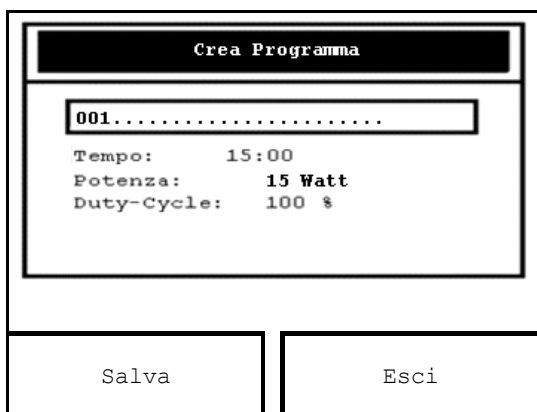 Crea Programma
001.......................
Tempo: 15:00
Potenza: 15 Watt
Duty-Cycle: 100 %
Salva Esci